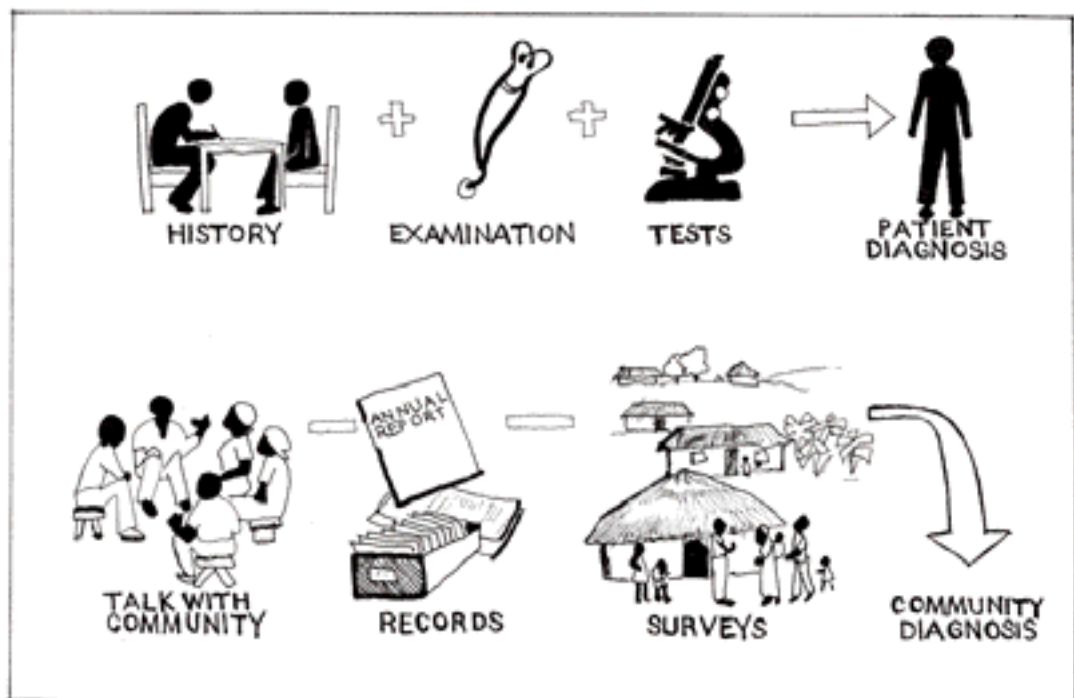 HISTORY
EXAMINATION
TESTS
PATIENT
DIAGNOSIS
ANNUAL
REPORT
TALK WITH
COMMUNITY
RECORDS
SURVEYS
COMMUNITY
DIAGNOSIS